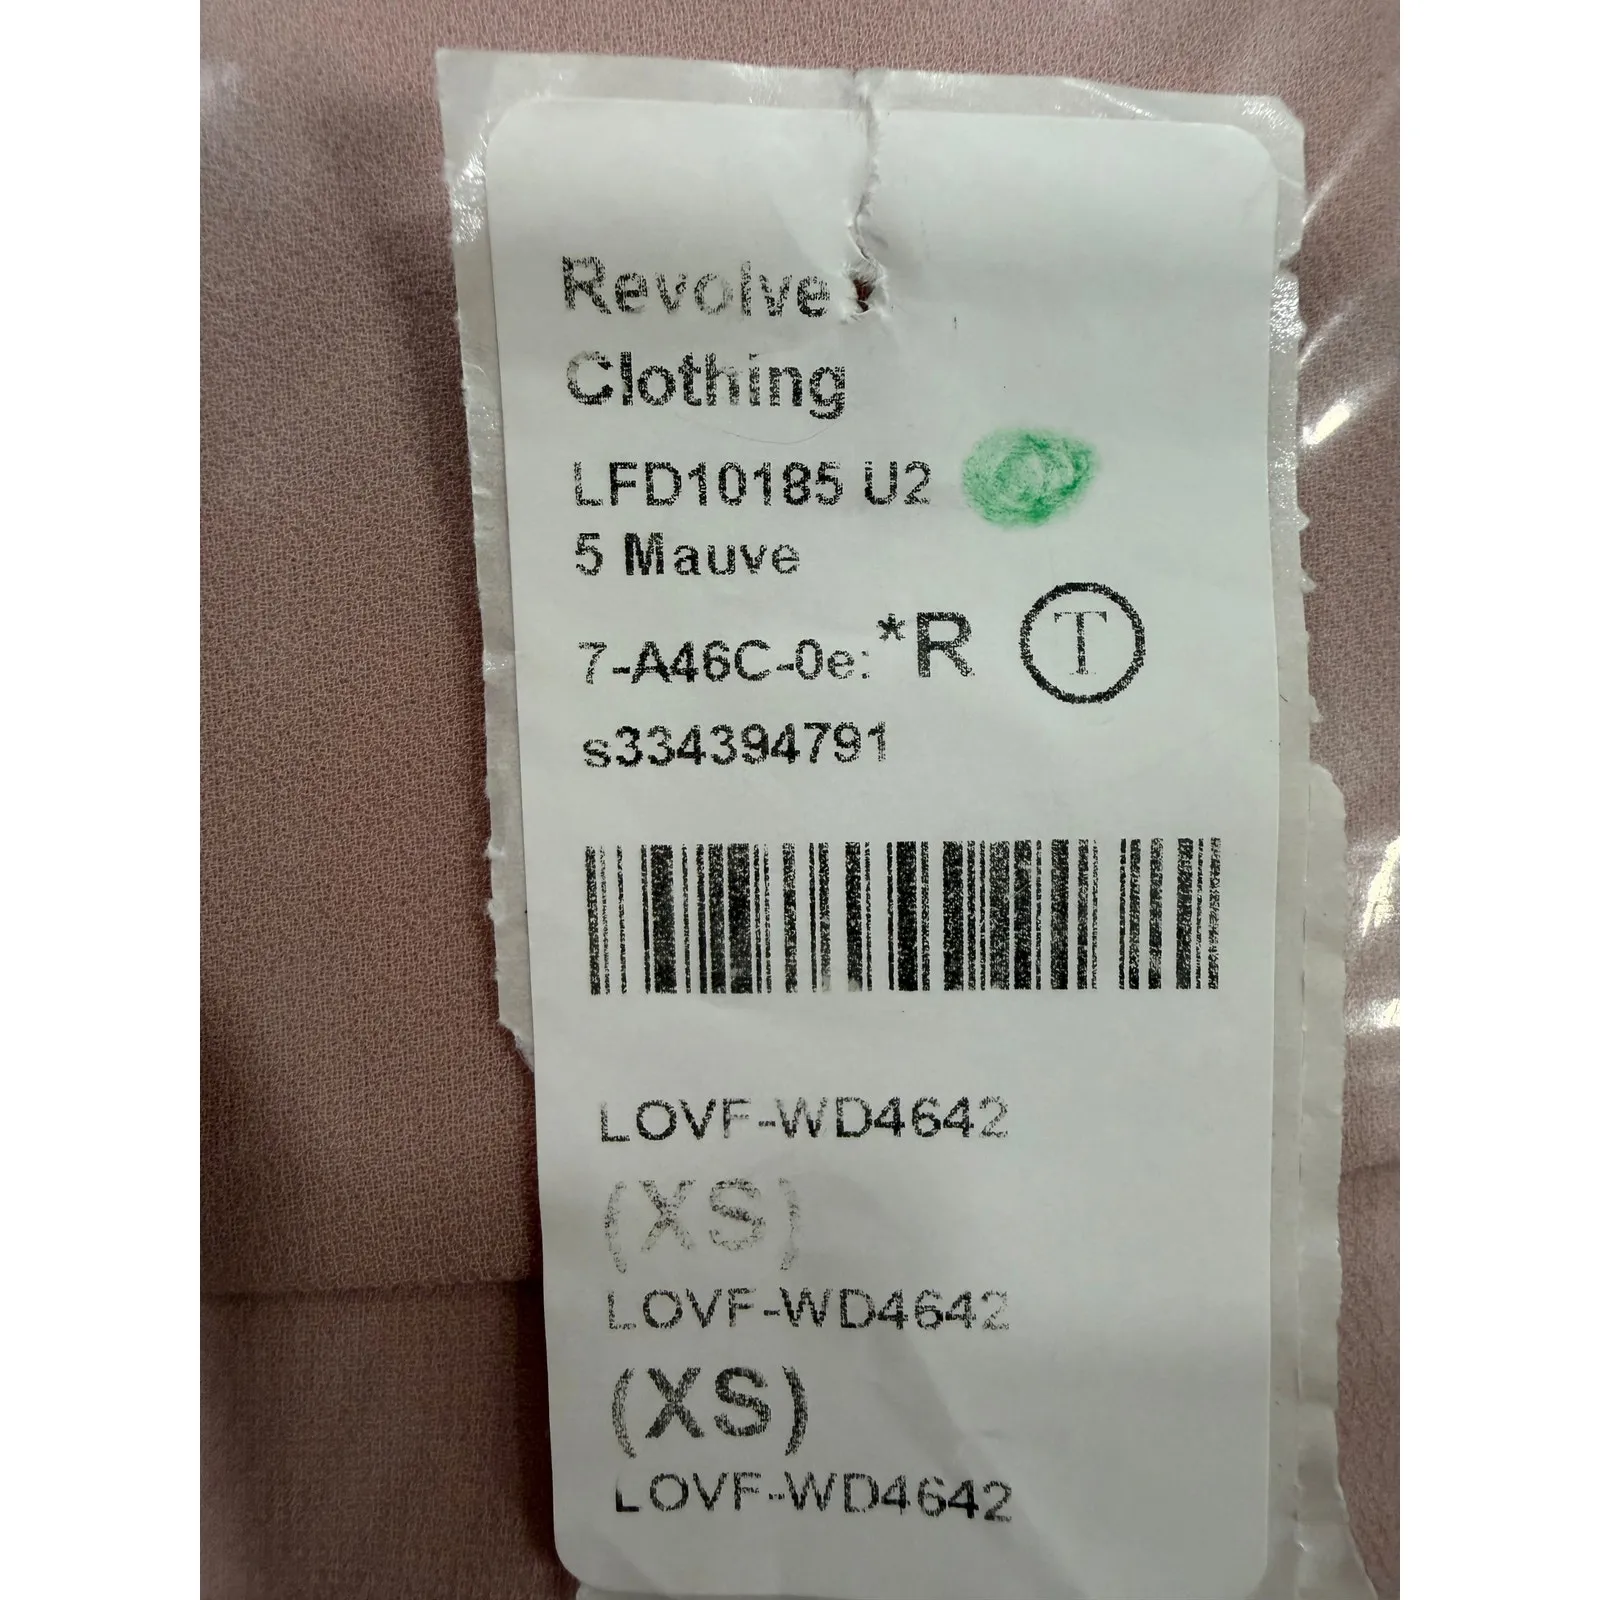 Revolve
Clothing
LFD10185 U2
5 Mauve
7-A46C-0e: *R T
s334394791
LOVF-WD4642
(XS)
LOVF-WD4642
(XS)
LOVF-WD4642